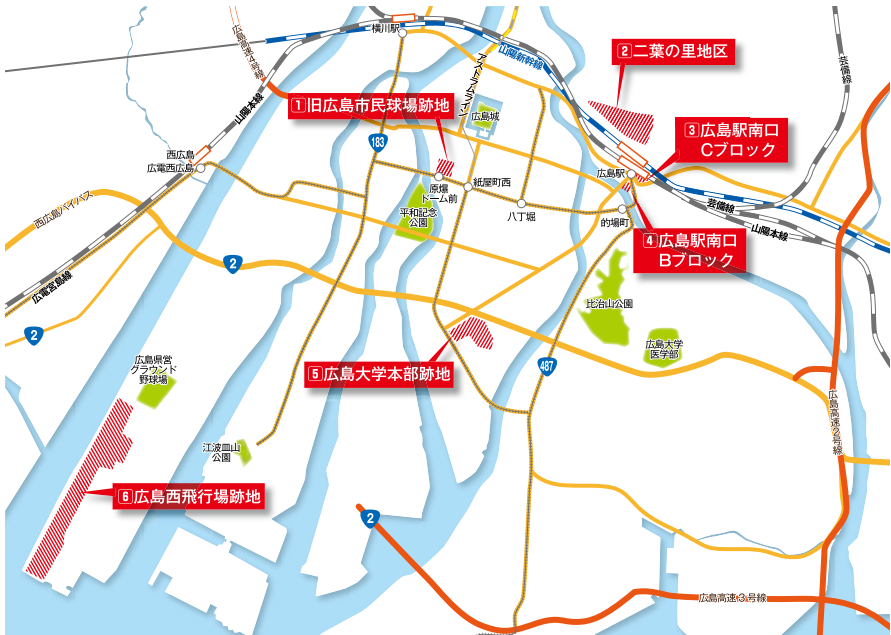 横川駅
広島高速4号線
山陽本線
山陽新幹線
アストラムライン
芸備線
②二葉の里地区
①旧広島市民球場跡地
広島城
③広島駅南口
Cブロック
183
西広島
広電西広島
広島駅
原爆
ドーム前
紙屋町西
平和記念
公園
八丁堀
的場町
芸備線
山陽本線
④広島駅南口
Bブロック
西広島バイパス
2
広電宮島線
2
比治山公園
広島大学
医学部
広島県営
グラウンド
野球場
⑤広島大学本部跡地
487
広島高速2号線
江波皿山
公園
⑥広島西飛行場跡地
2
広島高速3号線